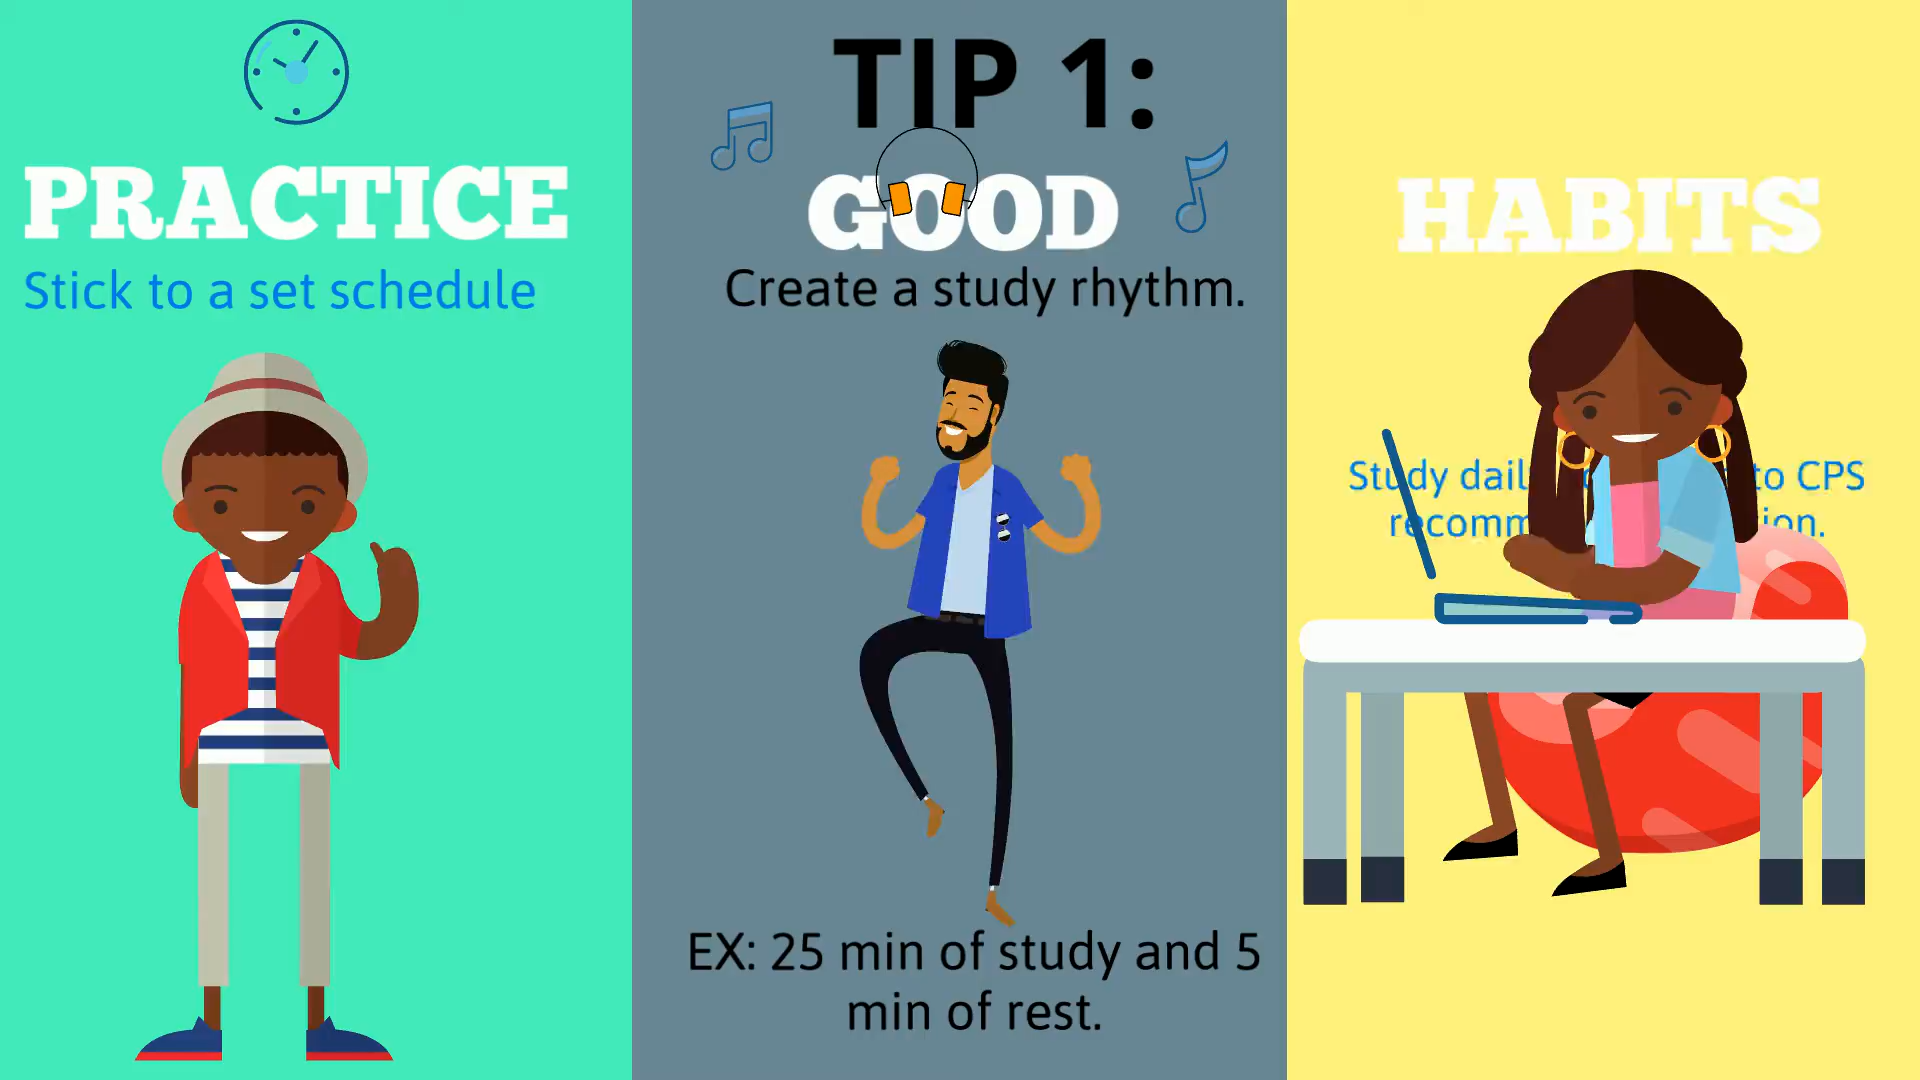 TIP 1:
PRACTICE GOOD HABITS
Stick to a set schedule
Create a study rhythm.
Study to CPS
EX: 25 min of study and 5
min of rest.